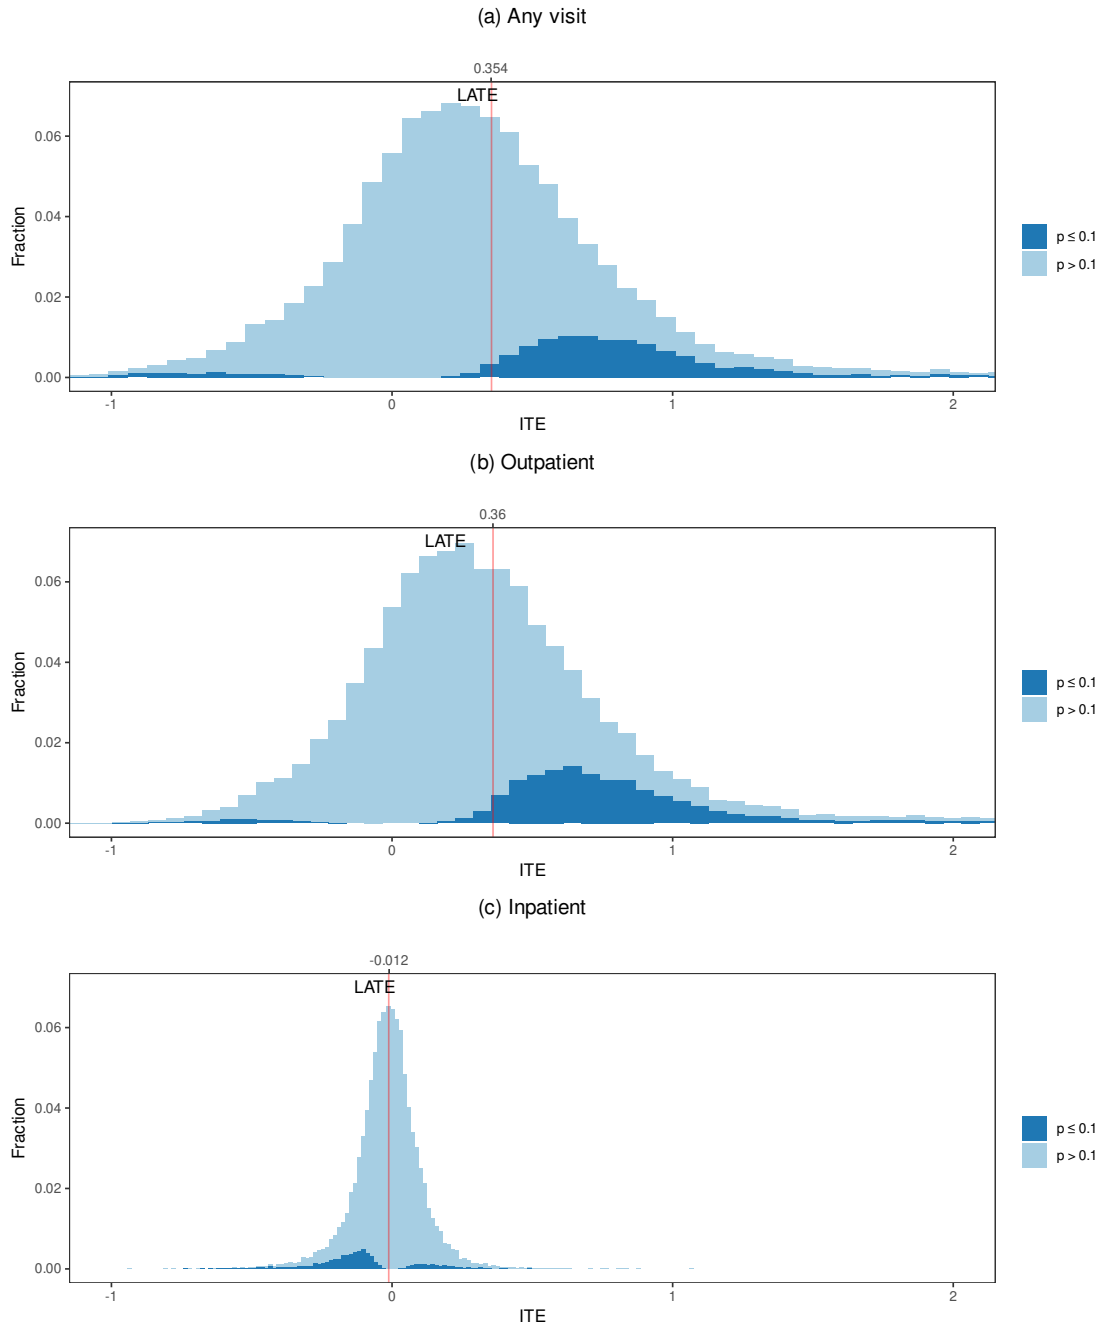 (a) Any visit
0.354
LATE
0.06
0.04
0.02
0.00
Fraction
-1 0 1 2
ITE
p ≤ 0.1
p > 0.1
(b) Outpatient
0.36
LATE
0.06
0.04
0.02
0.00
Fraction
-1 0 1 2
ITE
p ≤ 0.1
p > 0.1
(c) Inpatient
-0.012
LATE
0.06
0.04
0.02
0.00
Fraction
-1 0 1 2
ITE
p ≤ 0.1
p > 0.1